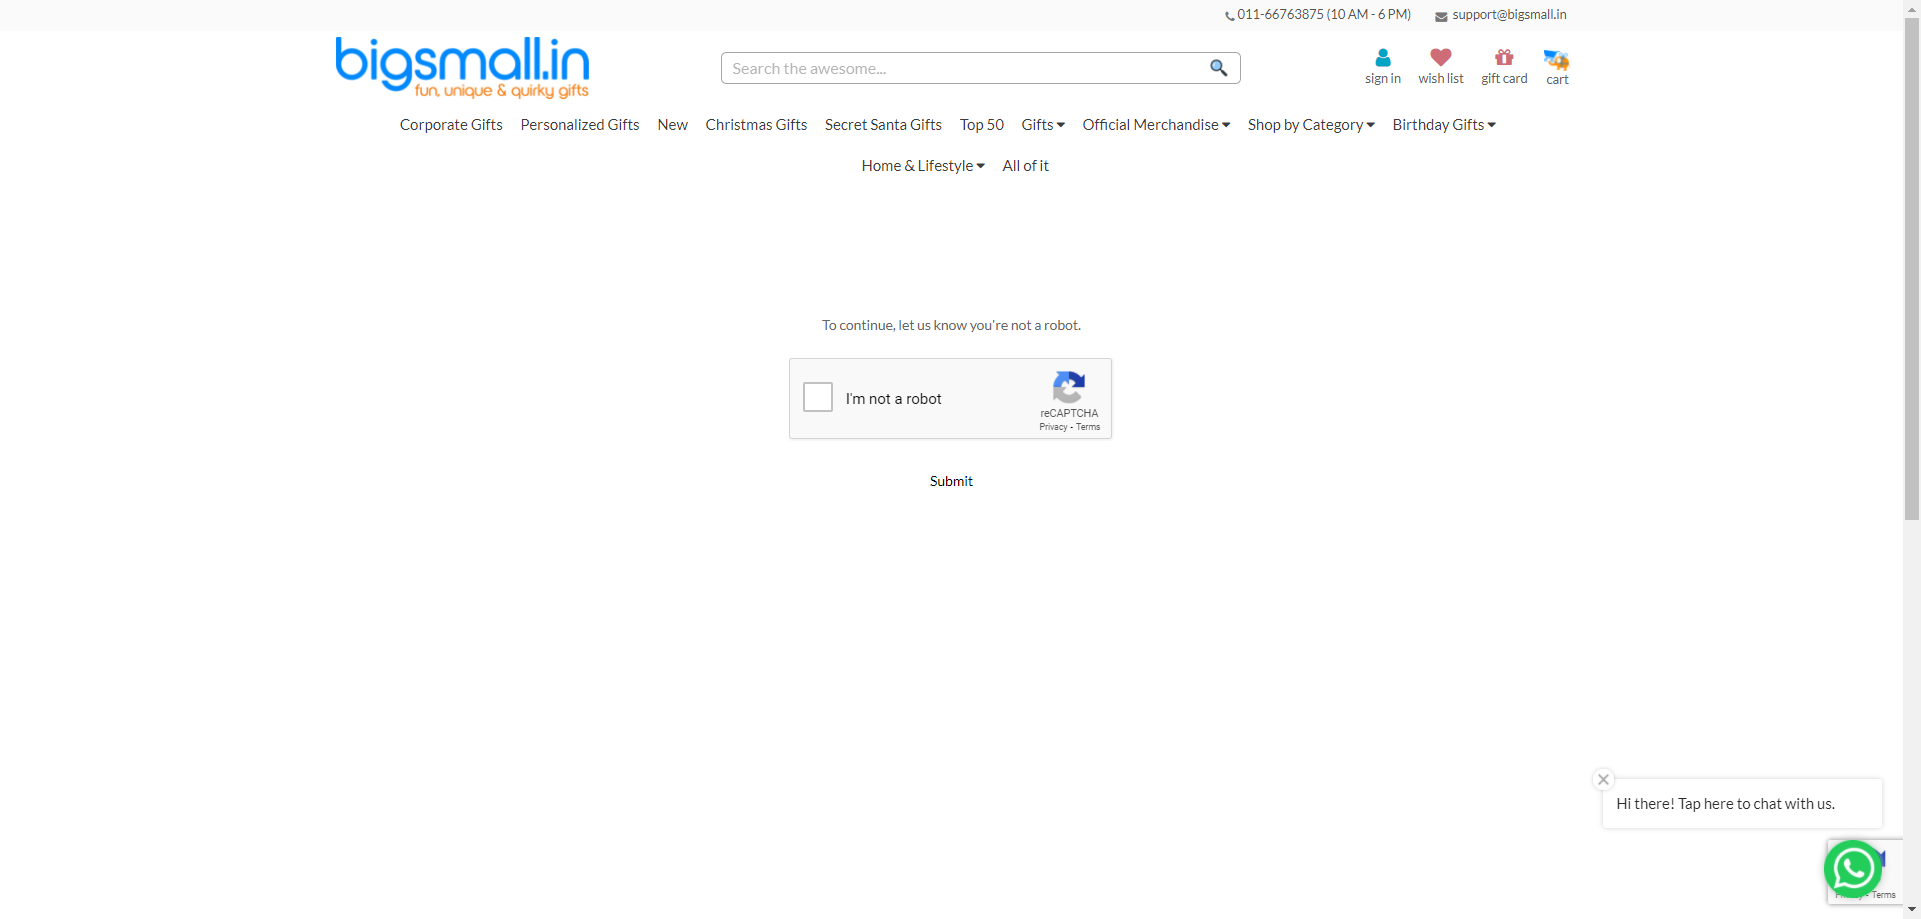 011-66763875 (10 AM - 6 PM) support@bigsmall.in
bigsmall.in
fun, unique & quirky gifts
Search the awesome...
sign in wish list gift card cart
Corporate Gifts Personalized Gifts New Christmas Gifts Secret Santa Gifts Top 50 Gifts Official Merchandise Shop by Category Birthday Gifts
Home & Lifestyle All of it
To continue, let us know you're not a robot.
I'm not a robot
reCAPTCHA
Privacy - Terms
Submit
Hi there! Tap here to chat with us.
- Terms